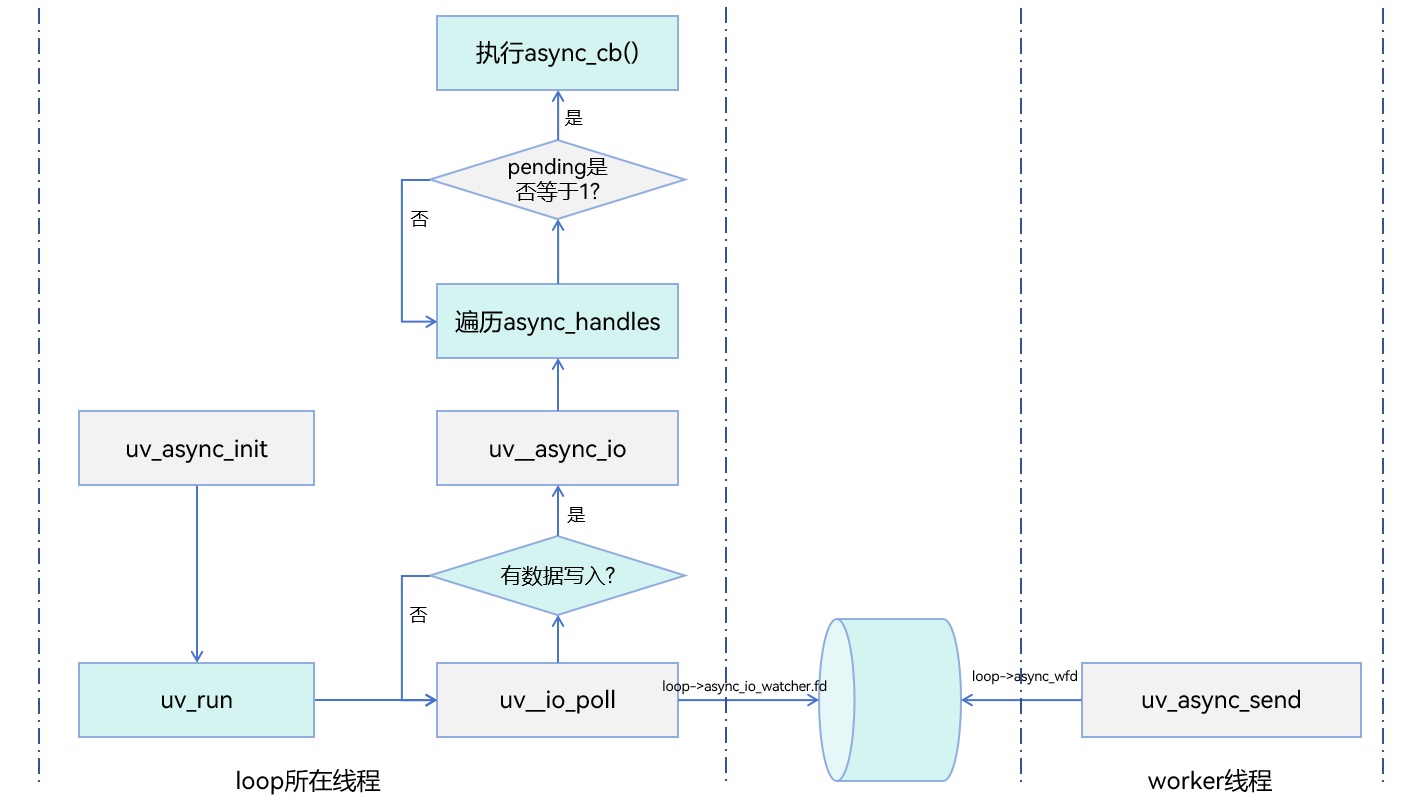 执行async_cb()
是
pending是
否等于1?
否
遍历async_handles
uv_async_init
uv__async_io
是
有数据写入?
否
uv_run
uv__io_poll
loop->async_io_watcher.fd
loop->async_wfd
uv_async_send
loop所在线程
worker线程